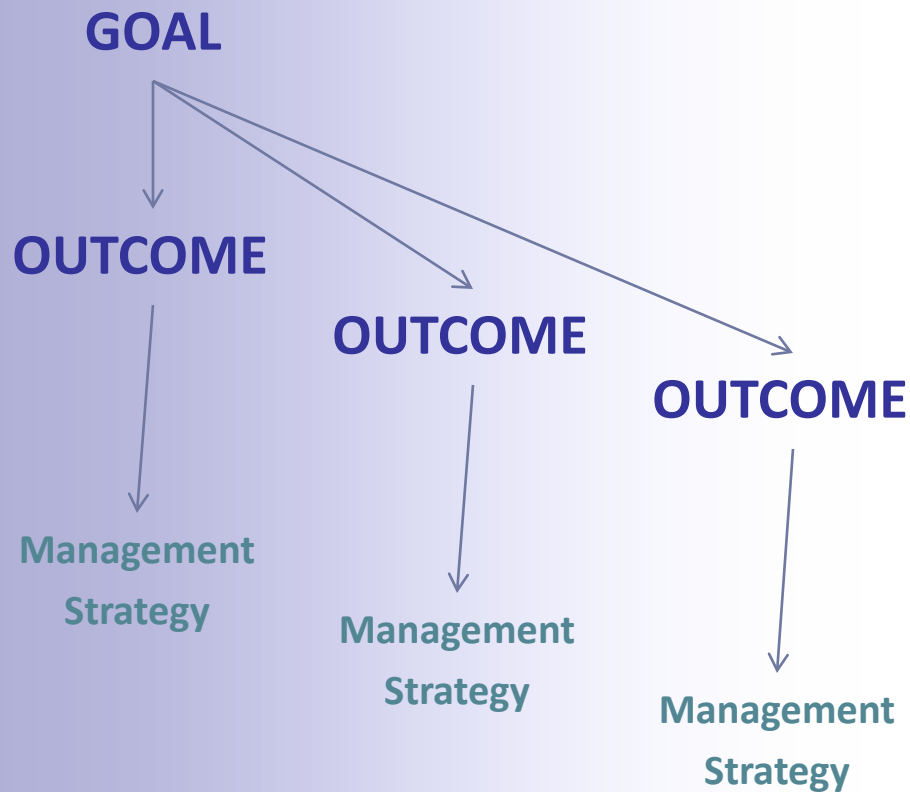 GOAL
OUTCOME
OUTCOME
OUTCOME
Management
Strategy
Management
Strategy
Management
Strategy